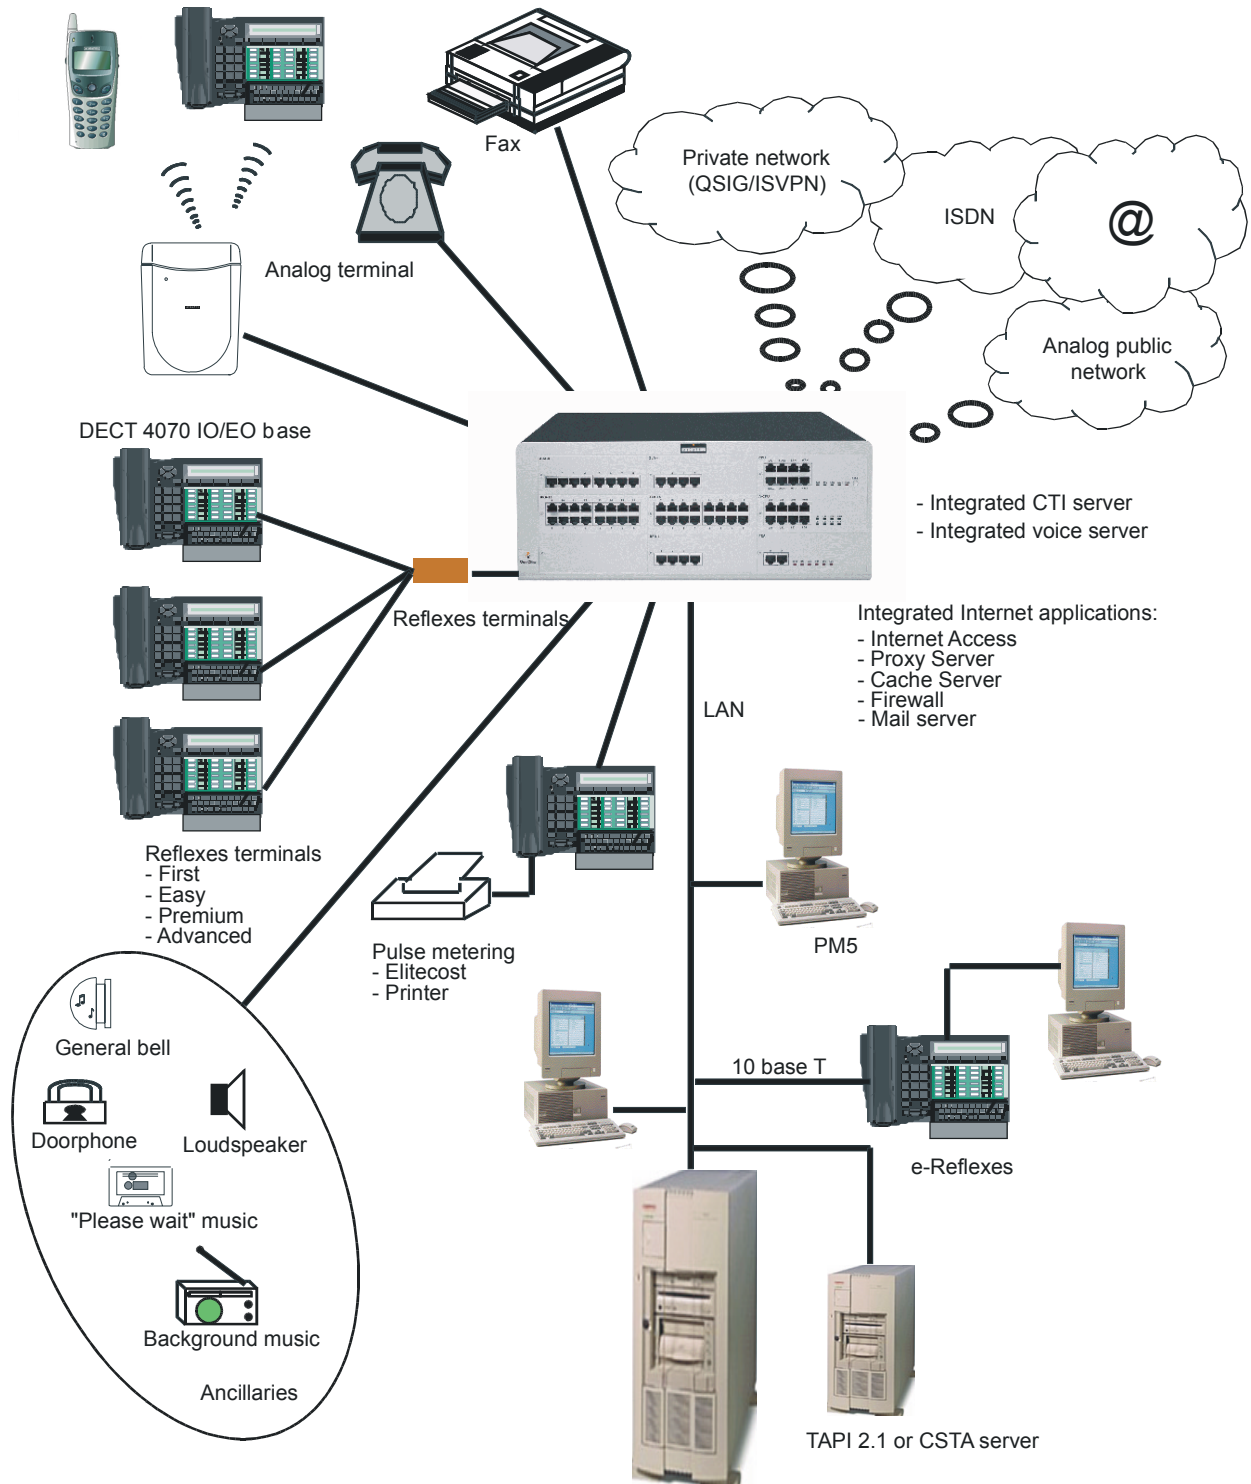 Fax
Private network
(QSIG/ISVPN)
ISDN
@
Analog terminal
Analog public
network
DECT 4070 IO/EO base
- Integrated CTI server
- Integrated voice server
Reflexes terminals
Integrated Internet applications:
- Internet Access
- Proxy Server
- Cache Server
- Firewall
- Mail server
LAN
Reflexes terminals
- First
- Easy
- Premium
- Advanced
Pulse metering
- Elitecost
- Printer
PM5
General bell
Doorphone
Loudspeaker
"Please wait" music
Background music
Ancillaries
10 base T
e-Reflexes
TAPI 2.1 or CSTA server